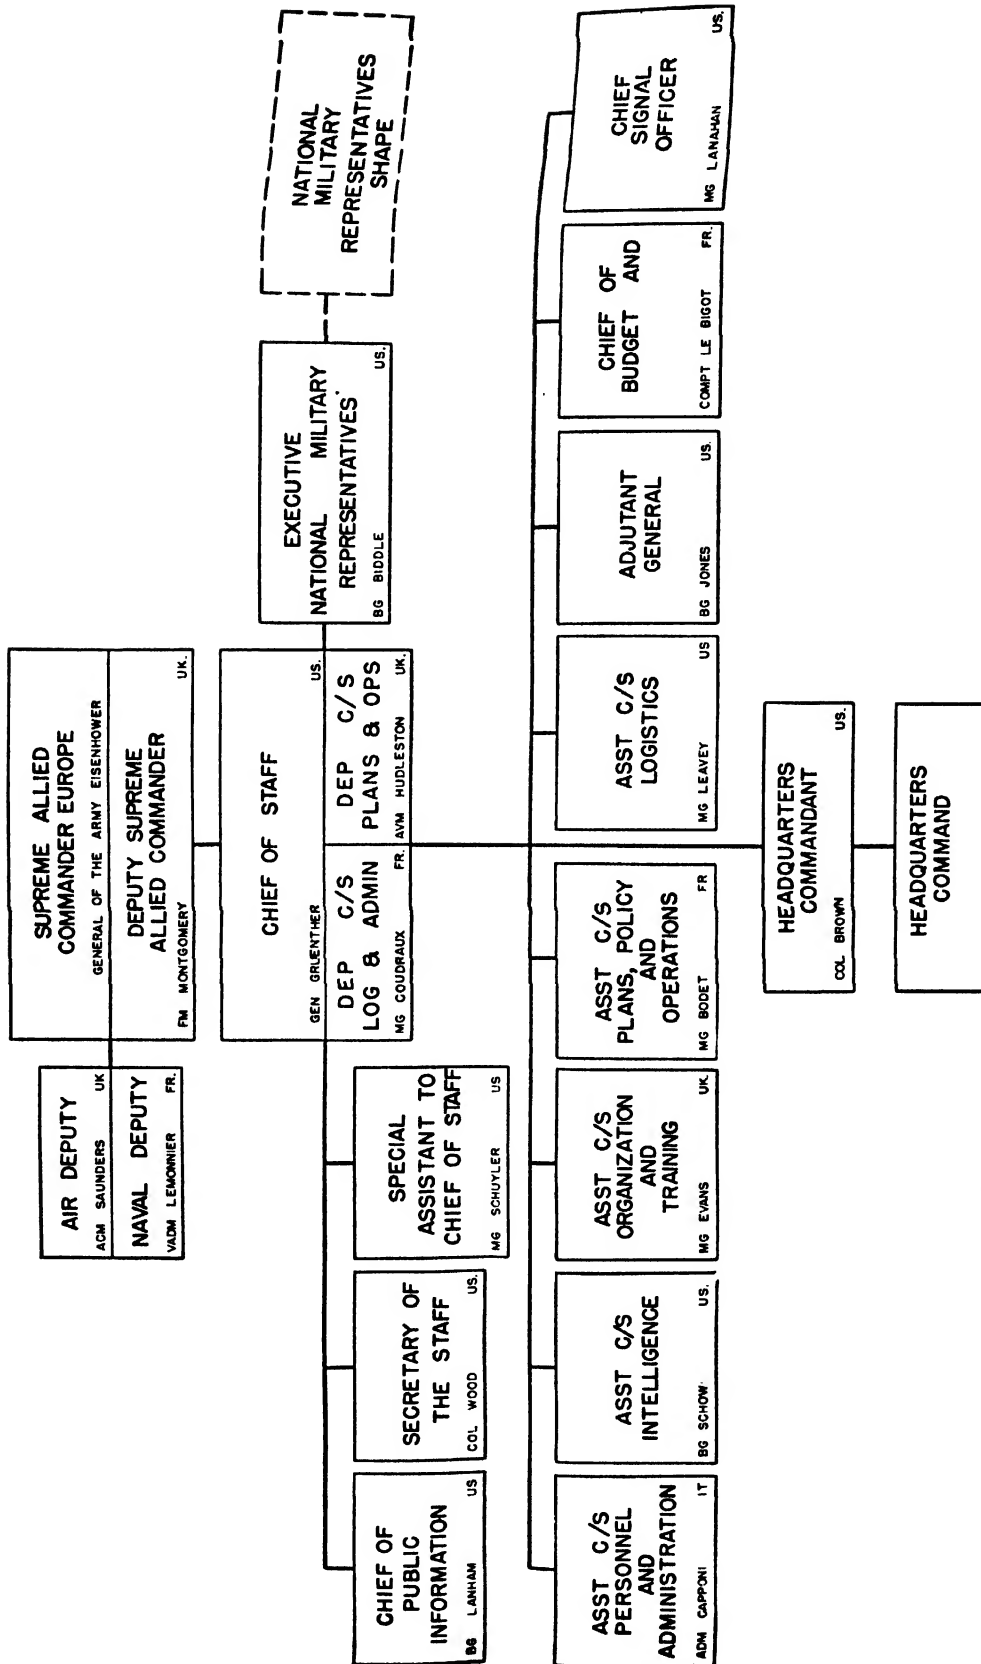 SUPREME ALLIED
COMMANDER EUROPE
GENERAL OF THE ARMY EISENHOWER
DEPUTY SUPREME
ALLIED COMMANDER
FM MONTGOMERY UK.
AIR DEPUTY
ACM SAUNDERS UK
NAVAL DEPUTY
VADM LEMONNIER FR.
CHIEF OF STAFF
GEN GRUENTHER US.
DEP C/S
LOG & ADMIN
MG COUDRAUX FR.
DEP C/S
PLANS & OPS
AVM HUDLESTON UK.
EXECUTIVE
NATIONAL MILITARY
REPRESENTATIVES'
BG BIDDLE US.
NATIONAL
MILITARY
REPRESENTATIVES
SHAPE
CHIEF OF
PUBLIC
INFORMATION
BG LANHAM US
SECRETARY OF
THE STAFF
COL WOOD US.
SPECIAL
ASSISTANT TO
CHIEF OF STAFF
MG SCHUYLER US
ASST C/S
PERSONNEL
AND
ADMINISTRATION
ADM CAPPONI IT
ASST C/S
INTELLIGENCE
BG SCHOW US.
ASST C/S
ORGANIZATION
AND
TRAINING
MG EVANS UK.
ASST C/S
PLANS, POLICY
AND
OPERATIONS
MG BODET FR
ASST C/S
LOGISTICS
MG LEAVEY US
ADJUTANT
GENERAL
BG JONES US.
CHIEF OF
BUDGET AND
COMPT LE BIGOT FR.
CHIEF
SIGNAL
OFFICER
MG LANAHAN US.
HEADQUARTERS
COMMANDANT
COL BROWN US.
HEADQUARTERS
COMMAND